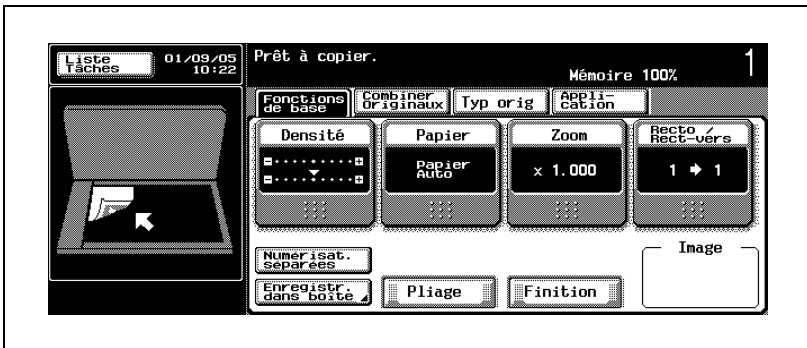 Liste
Tâches
01/09/05
10:22
Prêt à copier.
Mémoire 100%
1
Fonctions
de base
Combiner
Originaux
Typ orig
Appli-
cation
Densité
Papier
Zoom
Recto /
Rect-vers
Papier
Auto
× 1.000
1 → 1
Numérisat.
séparées
Enregistr.
dans boîte
Pliage
Finition
Image